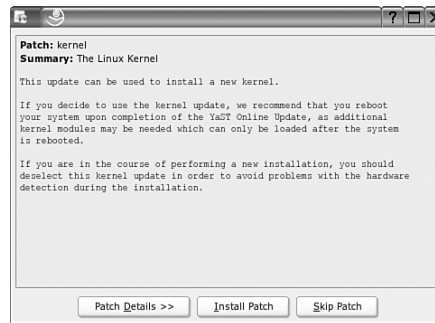 Patch: kernel
Summary: The Linux Kernel
This update can be used to install a new kernel.
If you decide to use the kernel update, we recommend that you reboot
your system upon completion of the YaST Online Update, as additional
kernel modules may be needed which can only be loaded after the system
is rebooted.
If you are in the course of performing a new installation, you should
deselect this kernel update in order to avoid problems with the hardware
detection during the installation.
Patch Details >>
Install Patch
Skip Patch